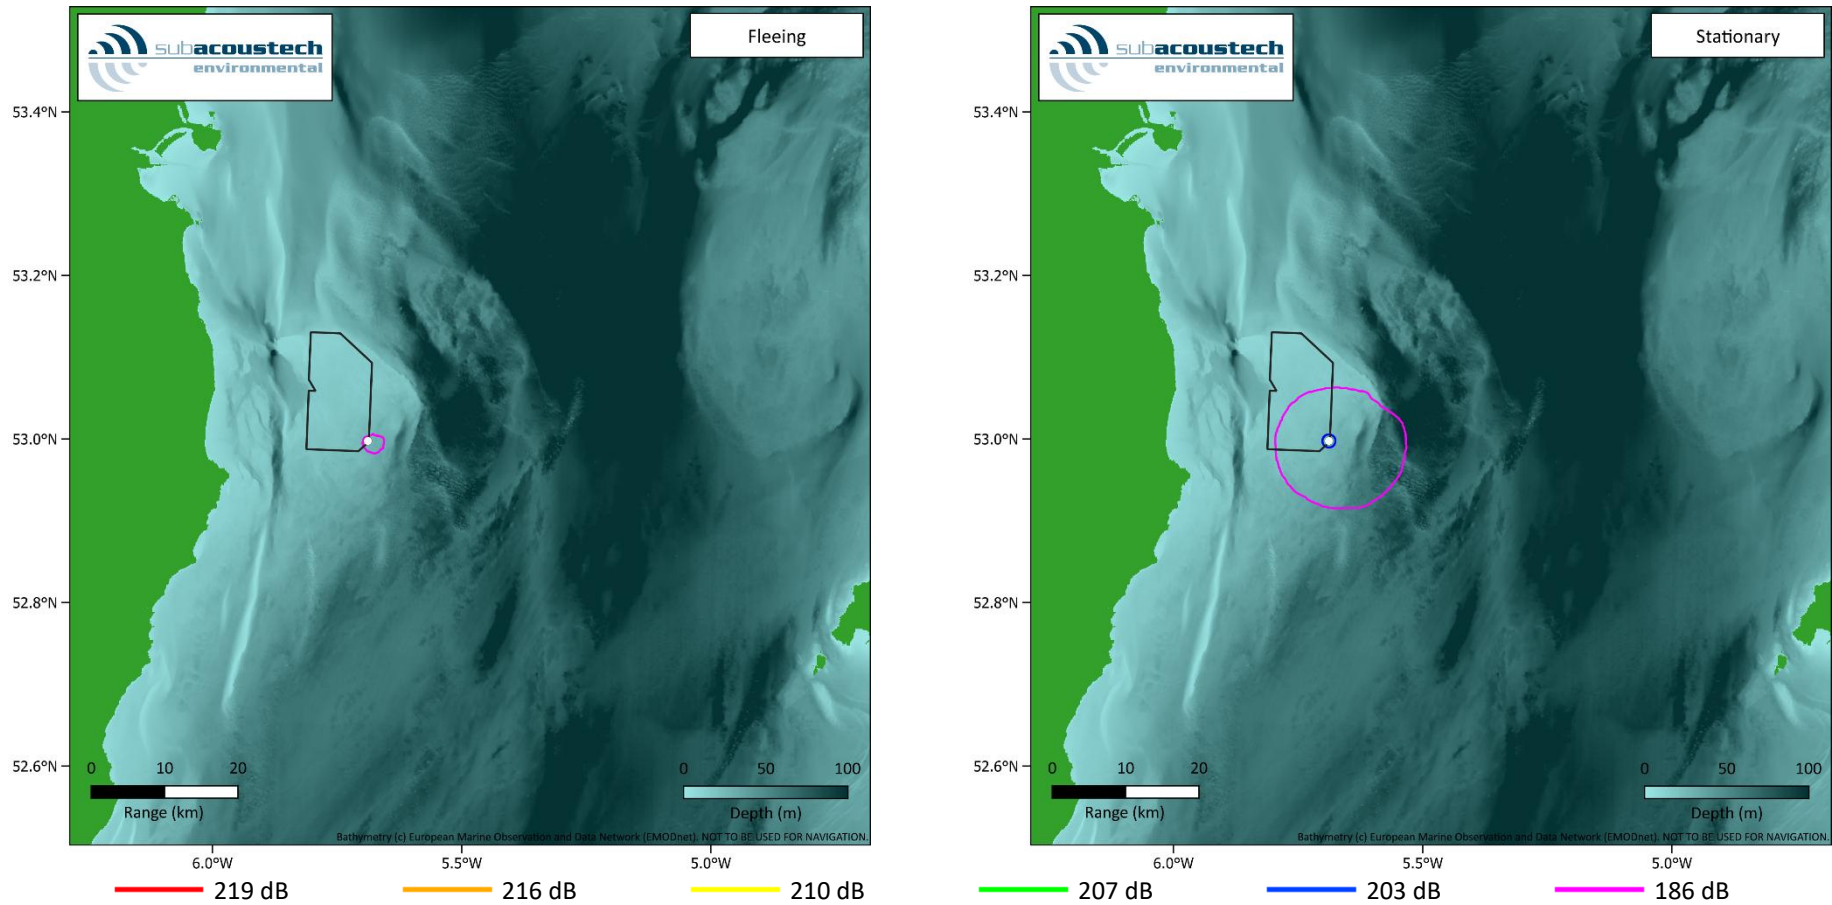 subacoustech
environmental
Fleeing
53.4°N
53.2°N
53.0°N
52.8°N
52.6°N
0 10 20
Range (km)
0 50 100
Depth (m)
Bathymetry (c) European Marine Observation and Data Network (EMODnet). NOT TO BE USED FOR NAVIGATION.
6.0°W 5.5°W 5.0°W
subacoustech
environmental
Stationary
53.4°N
53.2°N
53.0°N
52.8°N
52.6°N
0 10 20
Range (km)
0 50 100
Depth (m)
Bathymetry (c) European Marine Observation and Data Network (EMODnet). NOT TO BE USED FOR NAVIGATION.
6.0°W 5.5°W 5.0°W
219 dB 216 dB 210 dB 207 dB 203 dB 186 dB